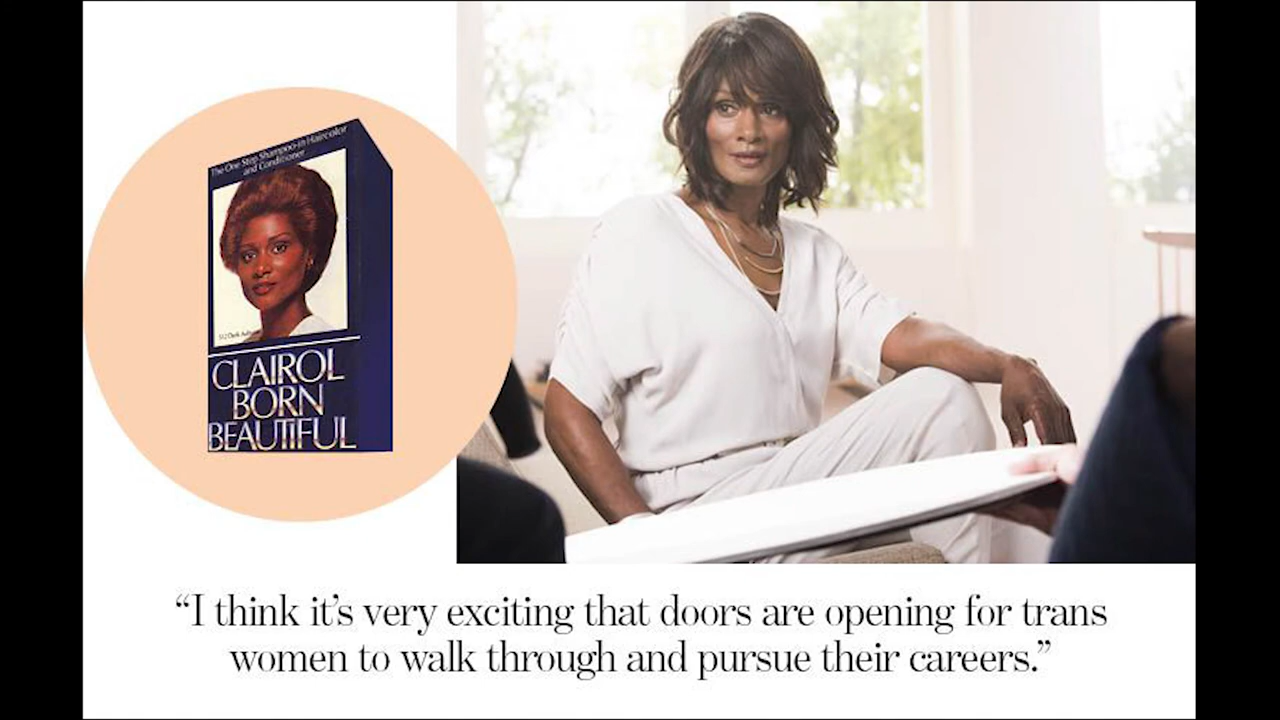 The One Step Shampoo-in Haircolor
and Conditioner
CLAIROL
BORN
BEAUTIFUL
“I think it’s very exciting that doors are opening for trans
women to walk through and pursue their careers.”